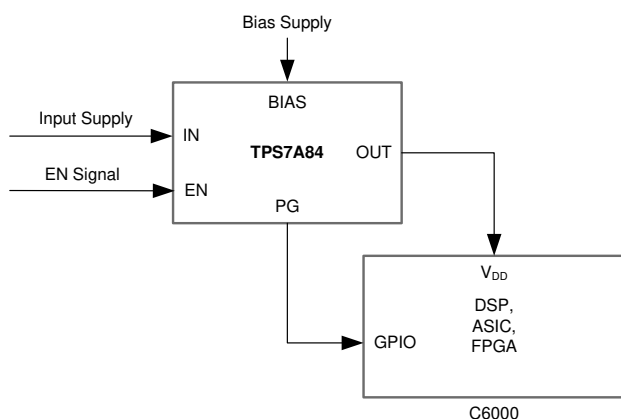 Bias Supply
BIAS
Input Supply
IN
TPS7A84
OUT
EN Signal
EN
PG
VDD
DSP,
ASIC,
FPGA
GPIO
C6000